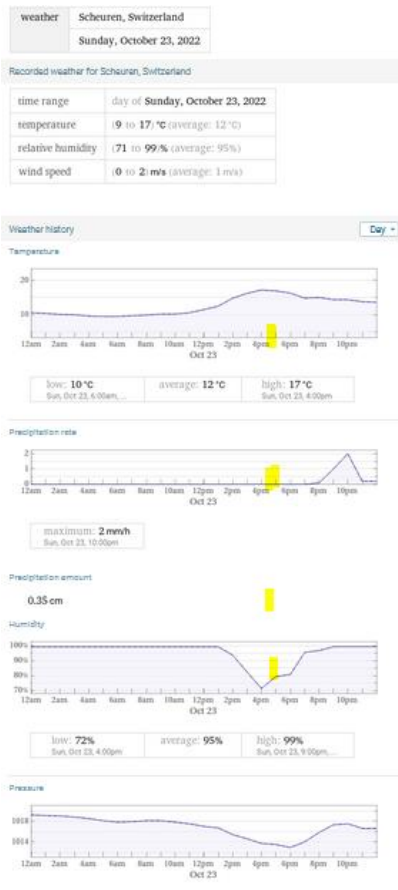 weather
Scheuren, Switzerland
Sunday, October 23, 2022
Recorded weather for Scheuren, Switzerland
time range day of Sunday, October 23, 2022
temperature (9 to 17) °C (average: 12 °C)
relative humidity (71 to 99)% (average: 95%)
wind speed (0 to 2) m/s (average: 1 m/s)
Weather history Day
Temperature
20
10
12am 2am 4am 6am 8am 10am 12pm 2pm 4pm 6pm 8pm 10pm
Oct 23
low: 10 °C average: 12 °C high: 17 °C
Sun, Oct 23, 6:00am, ... Sun, Oct 23, 4:00pm
Precipitation rate
2
1
0
12am 2am 4am 6am 8am 10am 12pm 2pm 4pm 6pm 8pm 10pm
Oct 23
maximum: 2 mm/h
Sun, Oct 23, 10:00pm
Precipitation amount
0.35 cm
Humidity
100%
90%
80%
70%
12am 2am 4am 6am 8am 10am 12pm 2pm 4pm 6pm 8pm 10pm
Oct 23
low: 72% average: 95% high: 99%
Sun, Oct 23, 4:00pm Sun, Oct 23, 9:00pm, ...
Pressure
1018
1014
12am 2am 4am 6am 8am 10am 12pm 2pm 4pm 6pm 8pm 10pm
Oct 23